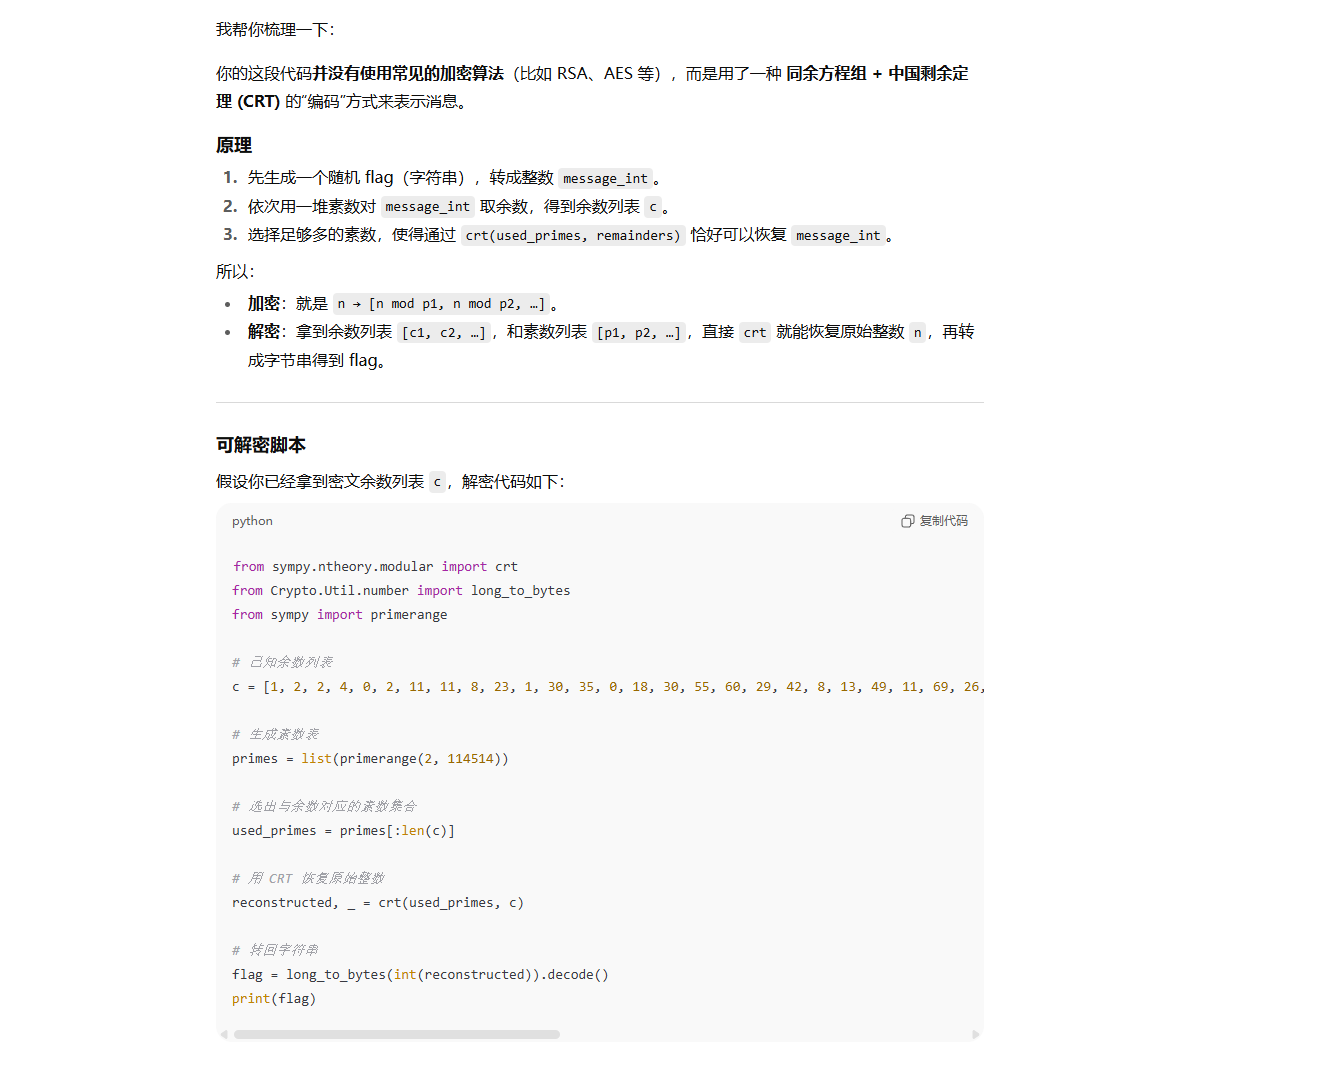 我帮你梳理一下：
你的这段代码并没有使用常见的加密算法（比如 RSA、AES 等），而是用了一种 同余方程组 + 中国剩余定
理 (CRT) 的“编码”方式来表示消息。
原理
1. 先生成一个随机 flag（字符串），转成整数 message_int。
2. 依次用一堆素数对 message_int 取余数，得到余数列表 c。
3. 选择足够多的素数，使得通过 crt(used_primes, remainders) 恰好可以恢复 message_int。
所以：
• 加密：就是 n → [n mod p1, n mod p2, …]。
• 解密：拿到余数列表 [c1, c2, …]，和素数列表 [p1, p2, …]，直接 crt 就能恢复原始整数 n，再转
成字节串得到 flag。
可解密脚本
假设你已经拿到密文余数列表 c，解密代码如下：
python 复制代码
from sympy.ntheory.modular import crt
from Crypto.Util.number import long_to_bytes
from sympy import primerange
# 已知余数列表
c = [1, 2, 2, 4, 0, 2, 11, 11, 8, 23, 1, 30, 35, 0, 18, 30, 55, 60, 29, 42, 8, 13, 49, 11, 69, 26,
# 生成素数表
primes = list(primerange(2, 114514))
# 选出与余数对应的素数集合
used_primes = primes[:len(c)]
# 用 CRT 恢复原始整数
reconstructed, _ = crt(used_primes, c)
# 转回字符串
flag = long_to_bytes(int(reconstructed)).decode()
print(flag)